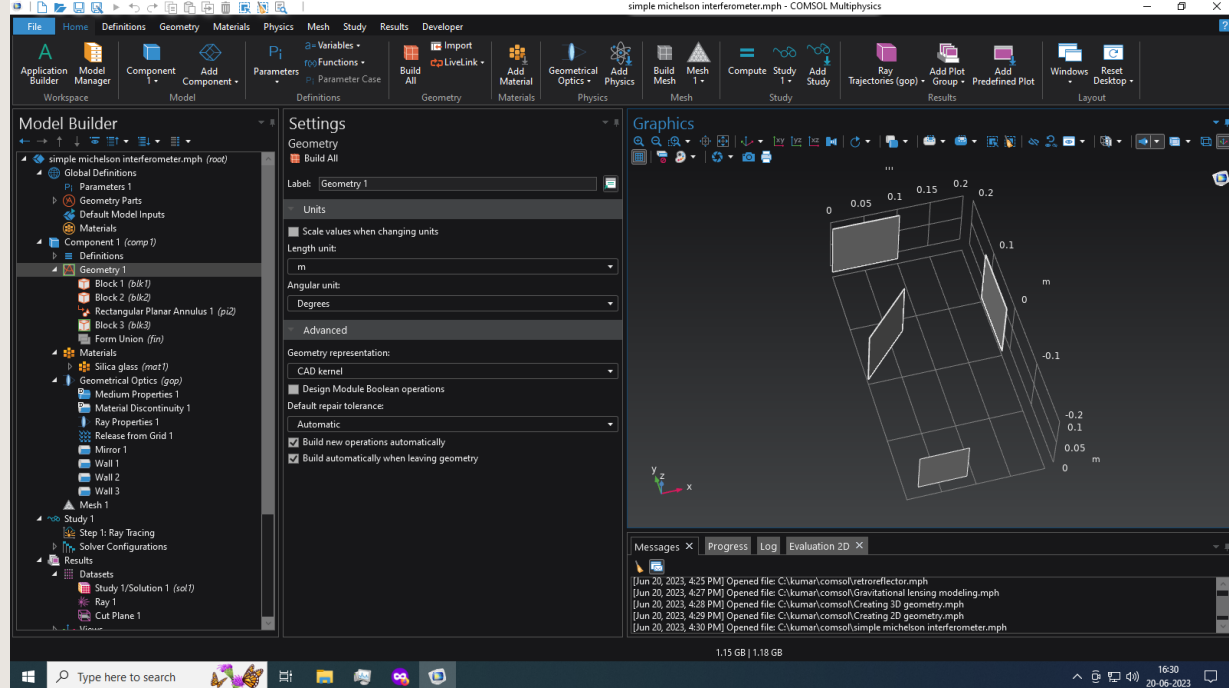 simple michelson interferometer.mph - COMSOL Multiphysics
File Home Definitions Geometry Materials Physics Mesh Study Results Developer
Application Builder
Model Manager
Workspace
Component 1
Add Component
Model
Parameters
a= Variables
f(x) Functions
Pi Parameter Case
Definitions
Build All
Import
LiveLink
Geometry
Add Material
Materials
Geometrical Optics
Add Physics
Physics
Build Mesh
Mesh 1
Mesh
Compute
Study 1
Add Study
Study
Ray Trajectories (gop)
Add Plot Group
Add Predefined Plot
Results
Windows
Reset Desktop
Layout
Model Builder
simple michelson interferometer.mph (root)
Global Definitions
Pi Parameters 1
Geometry Parts
Default Model Inputs
Materials
Component 1 (comp1)
Definitions
Geometry 1
Block 1 (blk1)
Block 2 (blk2)
Rectangular Planar Annulus 1 (pi2)
Block 3 (blk3)
Form Union (fin)
Materials
Silica glass (mat1)
Geometrical Optics (gop)
Medium Properties 1
Material Discontinuity 1
Ray Properties 1
Release from Grid 1
Mirror 1
Wall 1
Wall 2
Wall 3
Mesh 1
Study 1
Step 1: Ray Tracing
Solver Configurations
Results
Datasets
Study 1/Solution 1 (sol1)
Ray 1
Cut Plane 1
Views
Settings
Geometry
Build All
Label: Geometry 1
Units
Scale values when changing units
Length unit:
m
Angular unit:
Degrees
Advanced
Geometry representation:
CAD kernel
Design Module Boolean operations
Default repair tolerance:
Automatic
Build new operations automatically
Build automatically when leaving geometry
Graphics
xy yz xz
0 0.05 0.1 0.15 0.2 0.2
0.1
m
0
-0.1
-0.2
0.1
0.05
m
0
y z x
Messages Progress Log Evaluation 2D
[Jun 20, 2023, 4:25 PM] Opened file: C:\kumar\comsol\retroreflector.mph
[Jun 20, 2023, 4:27 PM] Opened file: C:\kumar\comsol\Gravitational lensing modeling.mph
[Jun 20, 2023, 4:28 PM] Opened file: C:\kumar\comsol\Creating 3D geometry.mph
[Jun 20, 2023, 4:29 PM] Opened file: C:\kumar\comsol\Creating 2D geometry.mph
[Jun 20, 2023, 4:30 PM] Opened file: C:\kumar\comsol\simple michelson interferometer.mph
1.15 GB | 1.18 GB
Type here to search
16:30
20-06-2023